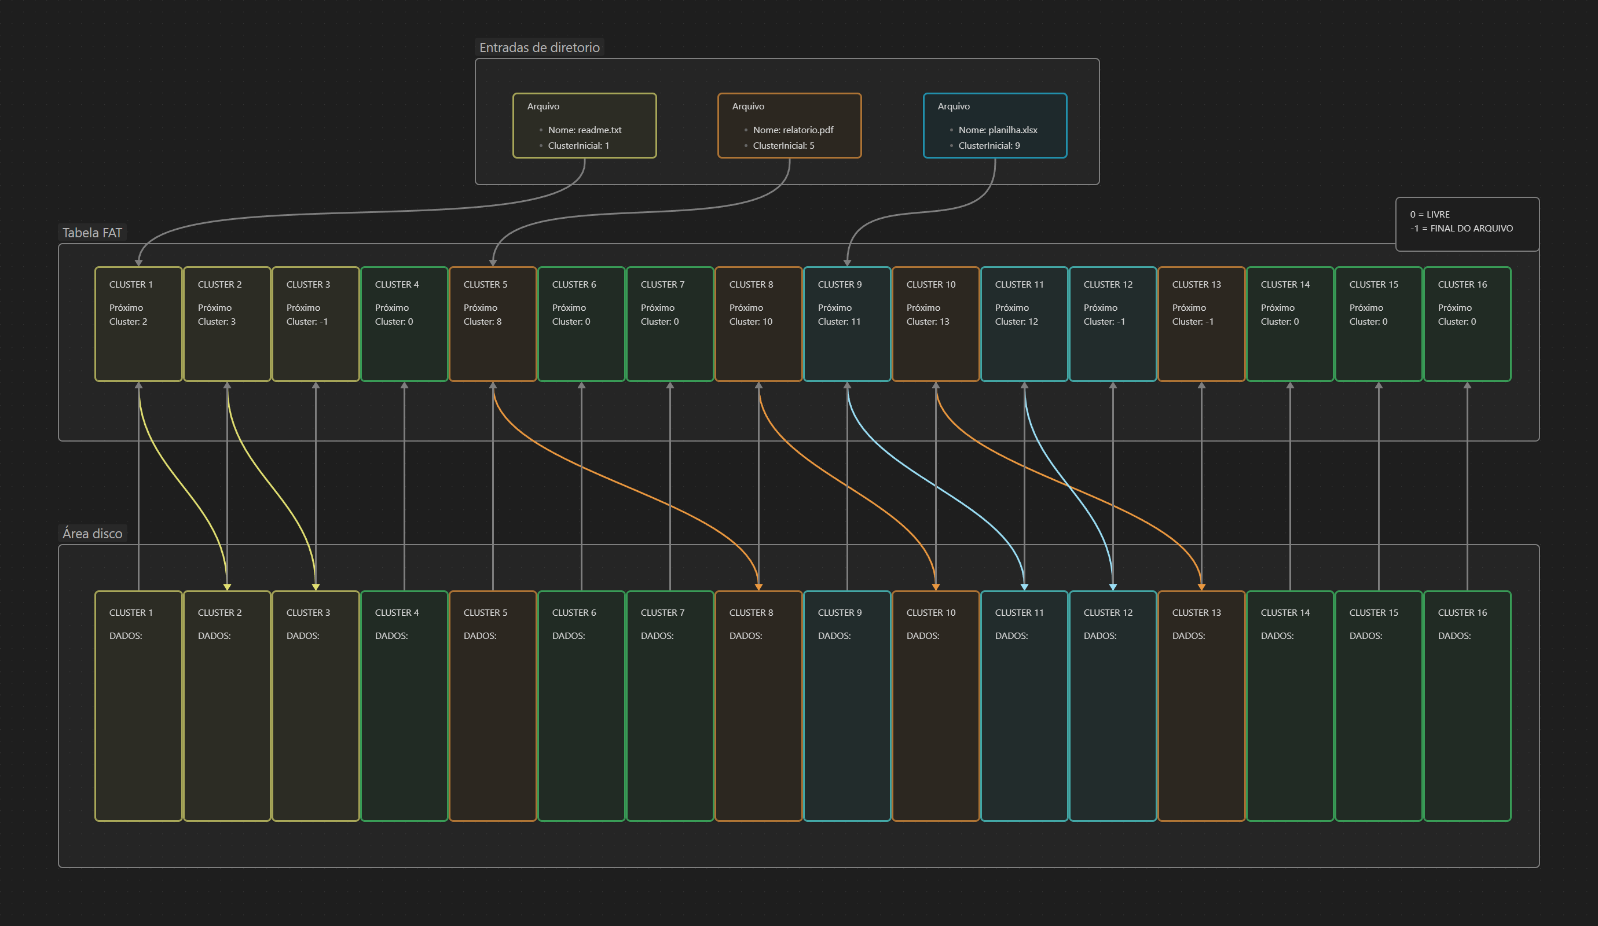 Entradas de diretorio
Arquivo
Nome: readme.txt
ClusterInicial: 1
Arquivo
Nome: relatorio.pdf
ClusterInicial: 5
Arquivo
Nome: planilha.xlsx
ClusterInicial: 9
0 = LIVRE
-1 = FINAL DO ARQUIVO
Tabela FAT
CLUSTER 1
Próximo
Cluster: 2
CLUSTER 2
Próximo
Cluster: 3
CLUSTER 3
Próximo
Cluster: -1
CLUSTER 4
Próximo
Cluster: 0
CLUSTER 5
Próximo
Cluster: 8
CLUSTER 6
Próximo
Cluster: 0
CLUSTER 7
Próximo
Cluster: 0
CLUSTER 8
Próximo
Cluster: 10
CLUSTER 9
Próximo
Cluster: 11
CLUSTER 10
Próximo
Cluster: 13
CLUSTER 11
Próximo
Cluster: 12
CLUSTER 12
Próximo
Cluster: -1
CLUSTER 13
Próximo
Cluster: -1
CLUSTER 14
Próximo
Cluster: 0
CLUSTER 15
Próximo
Cluster: 0
CLUSTER 16
Próximo
Cluster: 0
Área disco
CLUSTER 1
DADOS:
CLUSTER 2
DADOS:
CLUSTER 3
DADOS:
CLUSTER 4
DADOS:
CLUSTER 5
DADOS:
CLUSTER 6
DADOS:
CLUSTER 7
DADOS:
CLUSTER 8
DADOS:
CLUSTER 9
DADOS:
CLUSTER 10
DADOS:
CLUSTER 11
DADOS:
CLUSTER 12
DADOS:
CLUSTER 13
DADOS:
CLUSTER 14
DADOS:
CLUSTER 15
DADOS:
CLUSTER 16
DADOS: